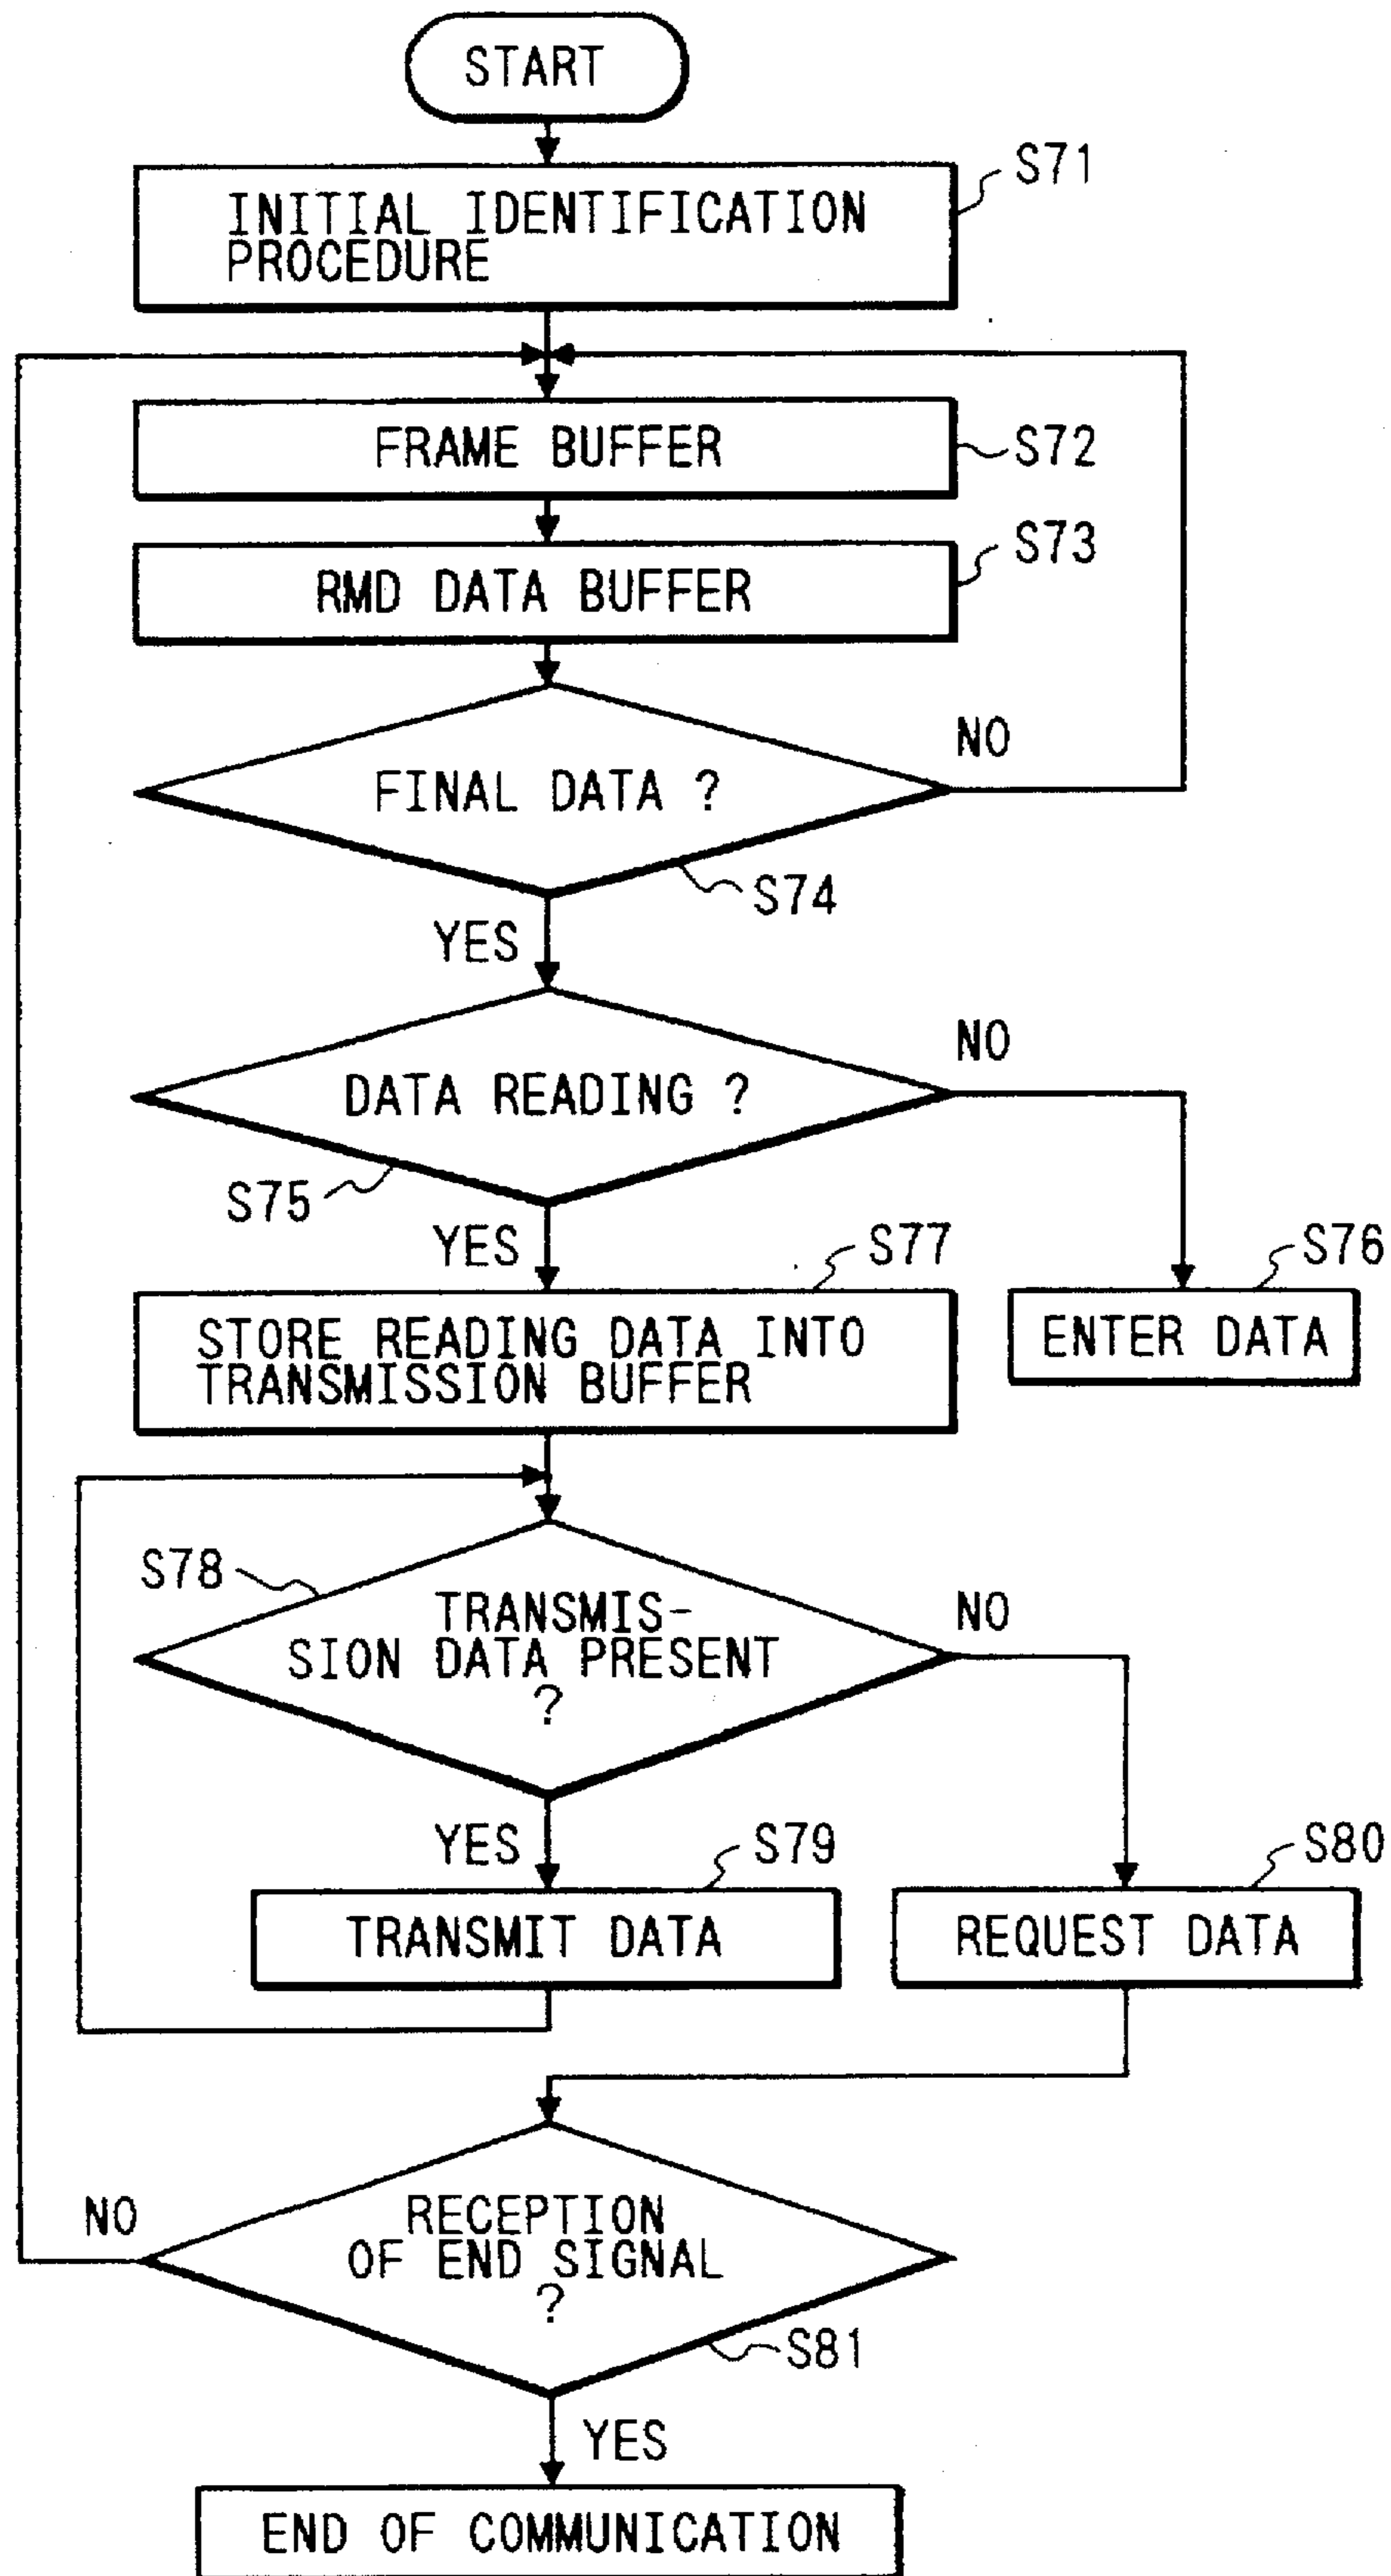 START
S71
INITIAL IDENTIFICATION
PROCEDURE
FRAME BUFFER
S72
S73
RMD DATA BUFFER
NO
FINAL DATA ?
S74
YES
NO
DATA READING ?
S75
YES
S77
S76
STORE READING DATA INTO
TRANSMISSION BUFFER
ENTER DATA
S78
TRANSMIS-
SION DATA PRESENT
?
NO
YES
S79
S80
TRANSMIT DATA
REQUEST DATA
NO
RECEPTION
OF END SIGNAL
?
S81
YES
END OF COMMUNICATION